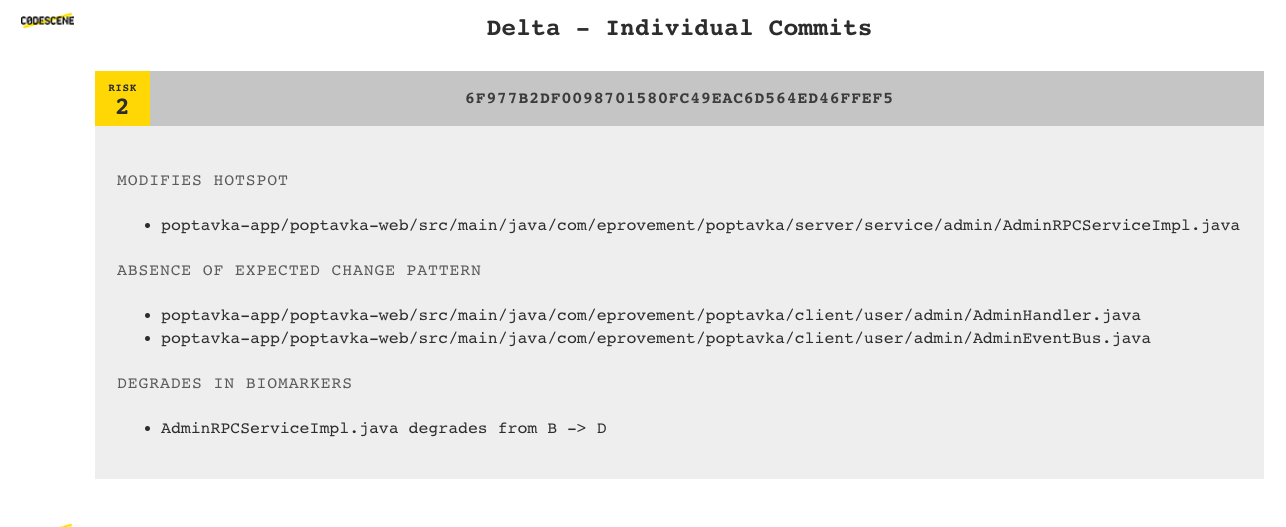 CODESCENE
Delta - Individual Commits
RISK
2
6F977B2DF0098701580FC49EAC6D564ED46FFEF5
MODIFIES HOTSPOT
• poptavka-app/poptavka-web/src/main/java/com/eprovement/poptavka/server/service/admin/AdminRPCServiceImpl.java
ABSENCE OF EXPECTED CHANGE PATTERN
• poptavka-app/poptavka-web/src/main/java/com/eprovement/poptavka/client/user/admin/AdminHandler.java
• poptavka-app/poptavka-web/src/main/java/com/eprovement/poptavka/client/user/admin/AdminEventBus.java
DEGRADES IN BIOMARKERS
• AdminRPCServiceImpl.java degrades from B -> D